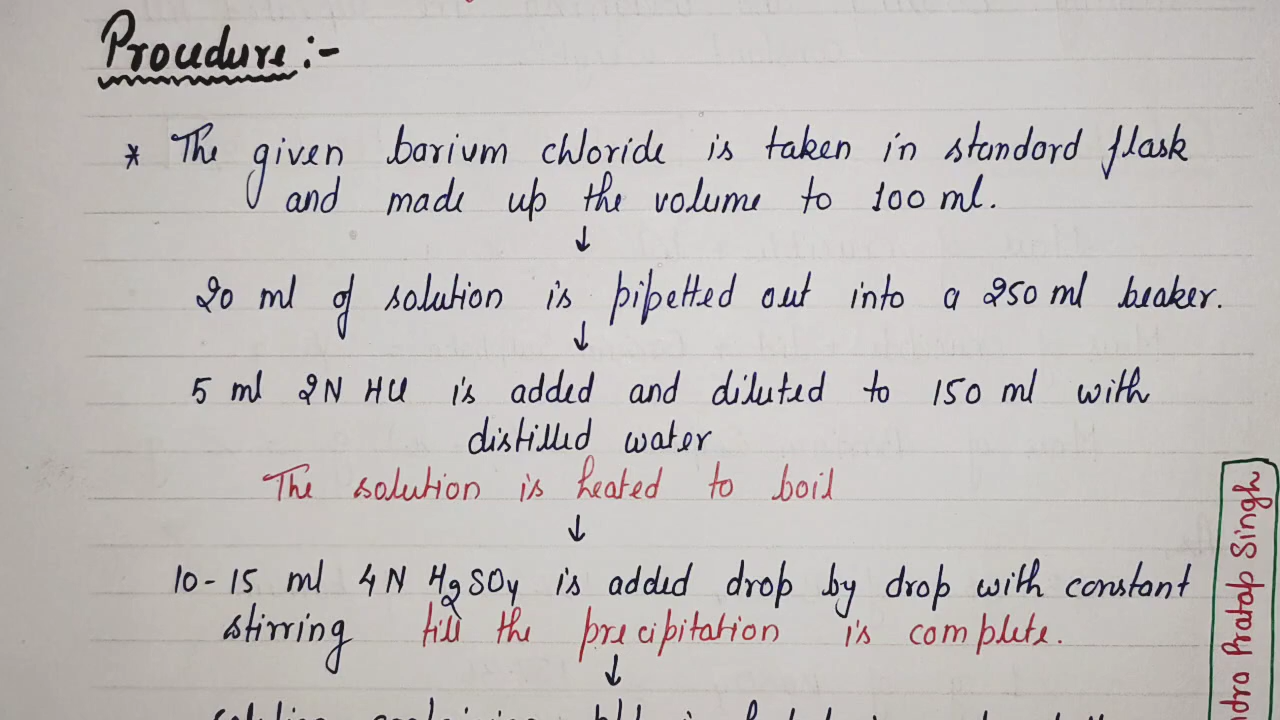 Procedure :-
* The given barium chloride is taken in standard flask
and made up the volume to 100 ml.
↓
20 ml of solution is pipetted out into a 250 ml beaker.
↓
5 ml 2N HCl is added and diluted to 150 ml with
distilled water
The solution is heated to boil
↓
10-15 ml 4N H2SO4 is added drop by drop with constant
stirring till the precipitation is complete.
↓
solution containing
Pratap Singh